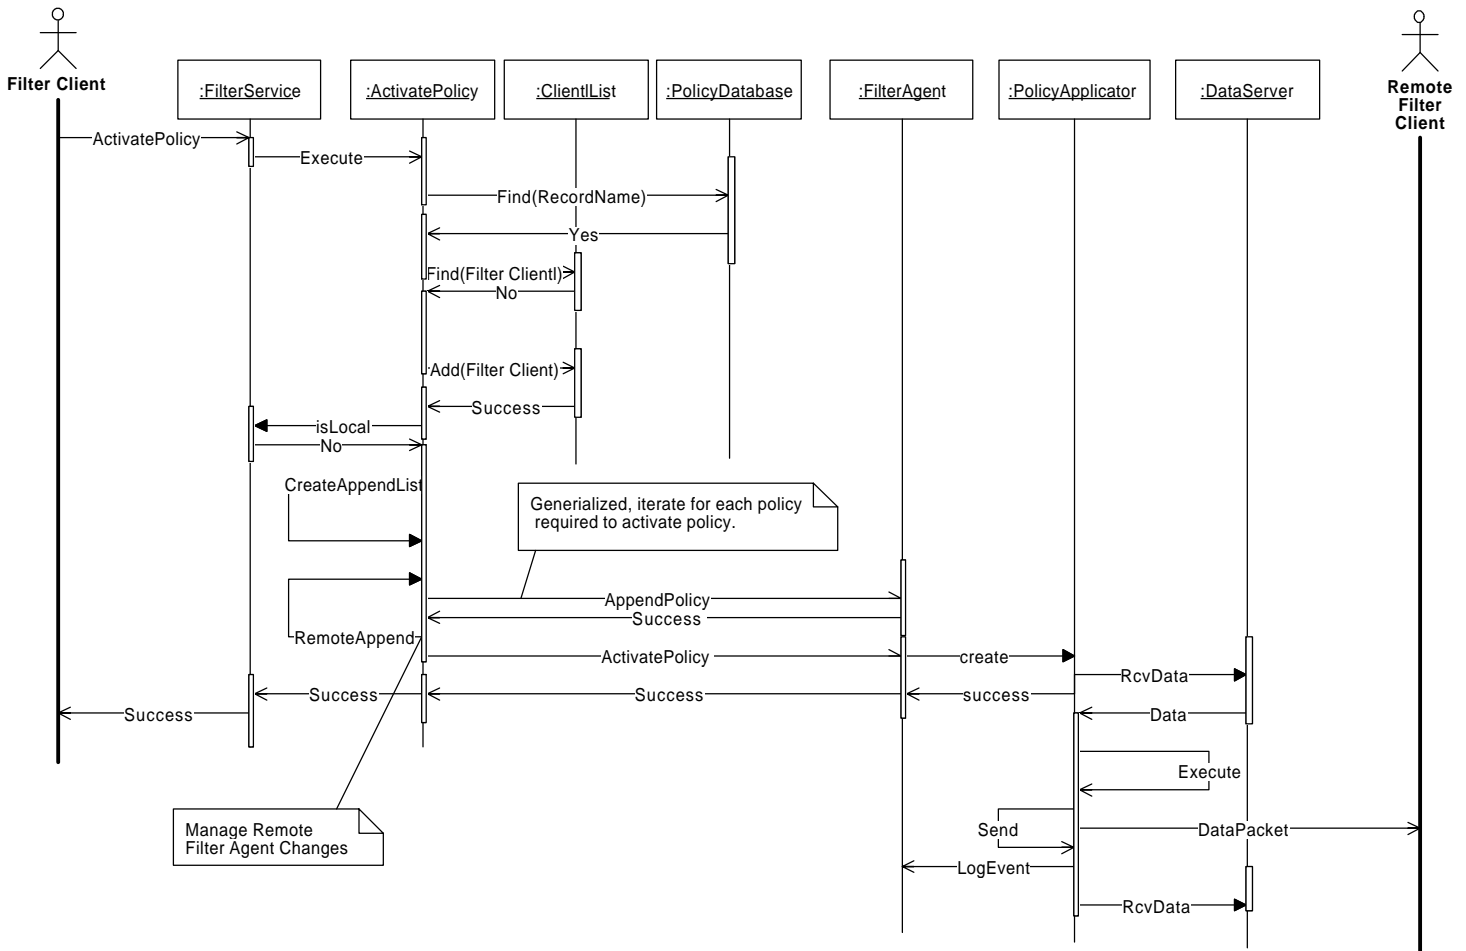 Filter Client
:FilterService
:ActivatePolicy
:ClientlList
:PolicyDatabase
:FilterAgent
:PolicyApplicator
:DataServer
Remote
Filter
Client
ActivatePolicy
Execute
Find(RecordName)
Yes
Find(Filter Clientl)
No
Add(Filter Client)
Success
isLocal
No
CreateAppendList
Generialized, iterate for each policy
required to activate policy.
AppendPolicy
Success
RemoteAppend
ActivatePolicy
create
RcvData
Success
Success
success
Success
Data
Execute
Manage Remote
Filter Agent Changes
Send
DataPacket
LogEvent
RcvData